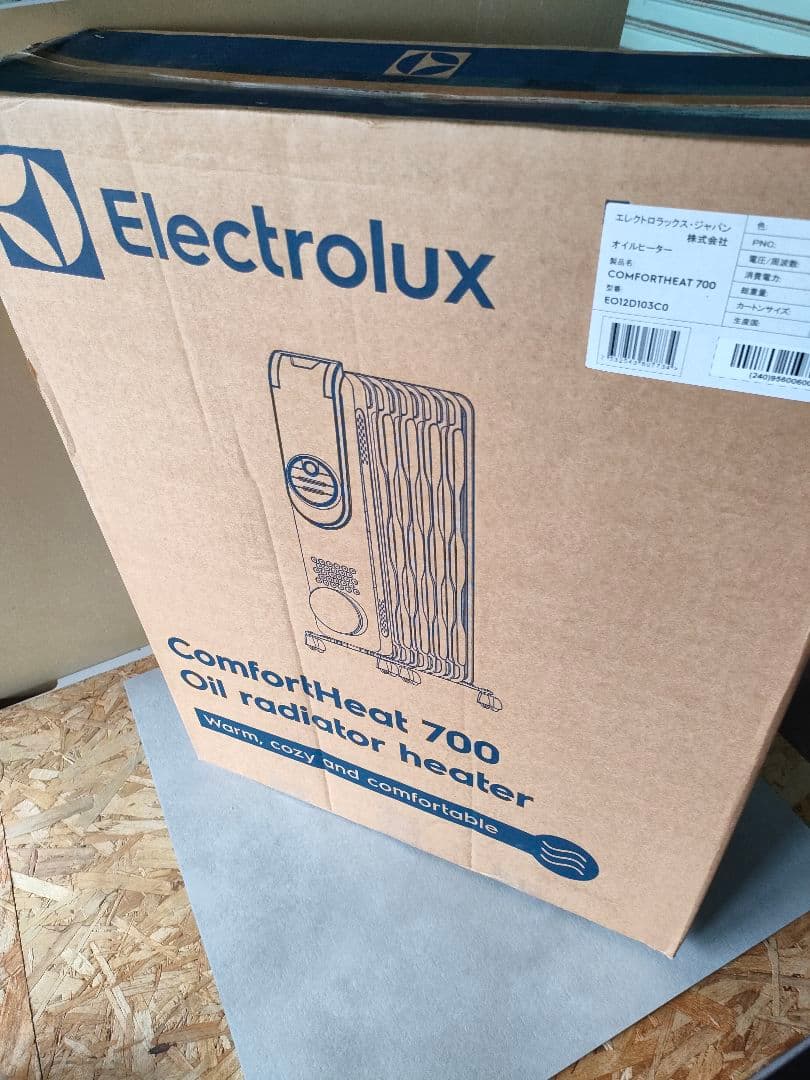 Electrolux
エレクトロラックス・ジャパン
株式会社
オイルヒーター
製品名:
COMFORTHEAT 700
型番:
EO12D103C0
色:
PNC:
電圧/周波数:
消費電力:
総重量:
カートンサイズ:
生産国:
ComfortHeat 700
Oil radiator heater
Warm, cozy and comfortable